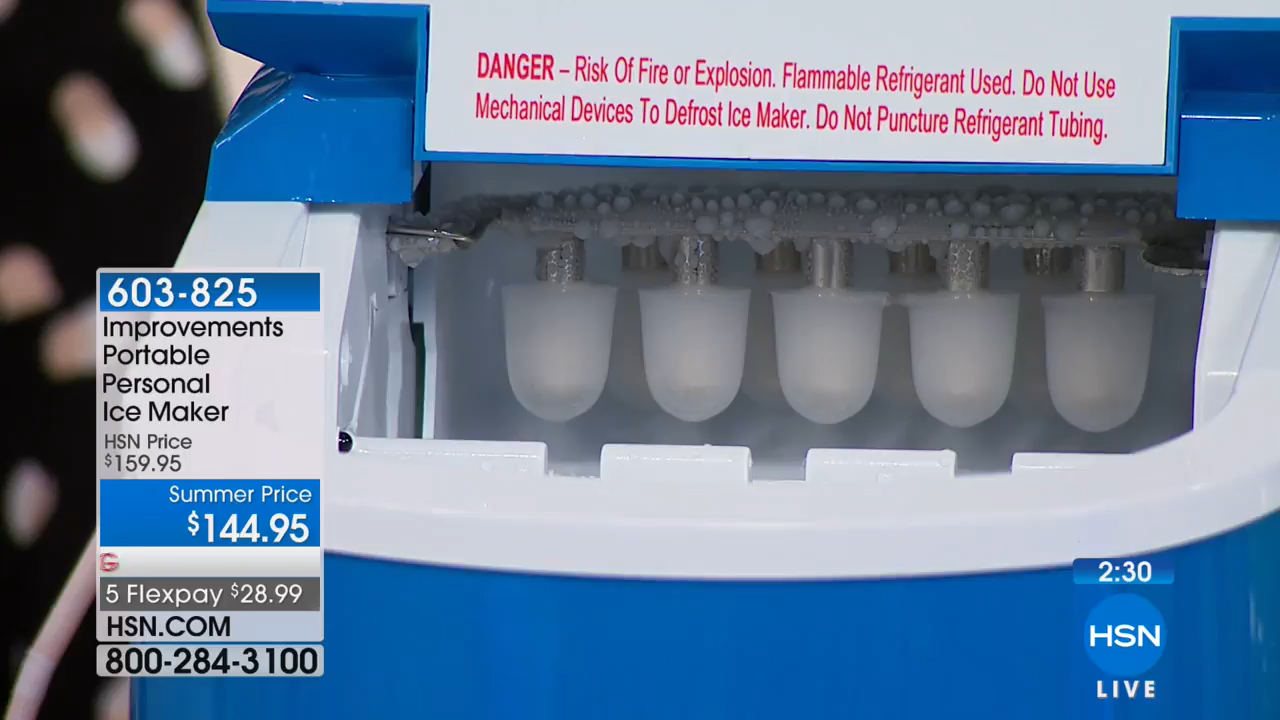 DANGER – Risk Of Fire or Explosion. Flammable Refrigerant Used. Do Not Use
Mechanical Devices To Defrost Ice Maker. Do Not Puncture Refrigerant Tubing.
603-825
Improvements
Portable
Personal
Ice Maker
HSN Price
$159.95
Summer Price
$144.95
G
5 Flexpay $28.99
HSN.COM
800-284-3100
2:30
HSN
LIVE